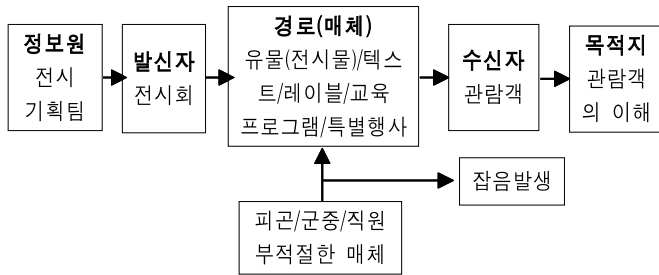 정보원
전시
기획팀
발신자
전시회
경로(매체)
유물(전시물)/텍스
트/레이블/교육
프로그램/특별행사
수신자
관람객
목적지
관람객
의 이해
잡음발생
피곤/군중/직원
부적절한 매체